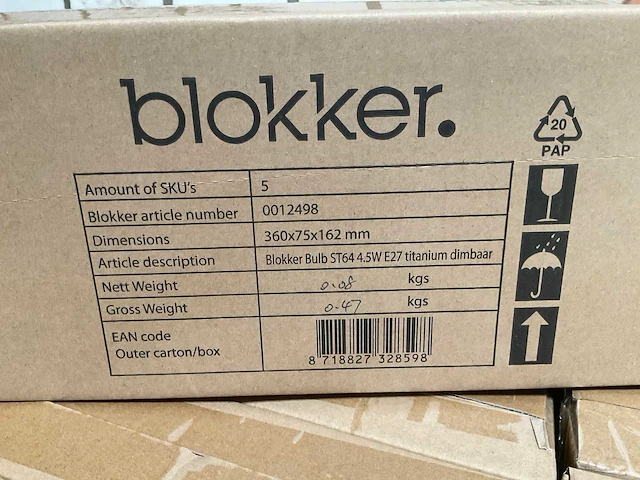 blokker.
20
PAP
Amount of SKU's 5
Blokker article number 0012498
Dimensions 360x75x162 mm
Article description Blokker Bulb ST64 4.5W E27 titanium dimbaar
Nett Weight 0.08 kgs
Gross Weight 0.47 kgs
EAN code
Outer carton/box
8 718827 328598